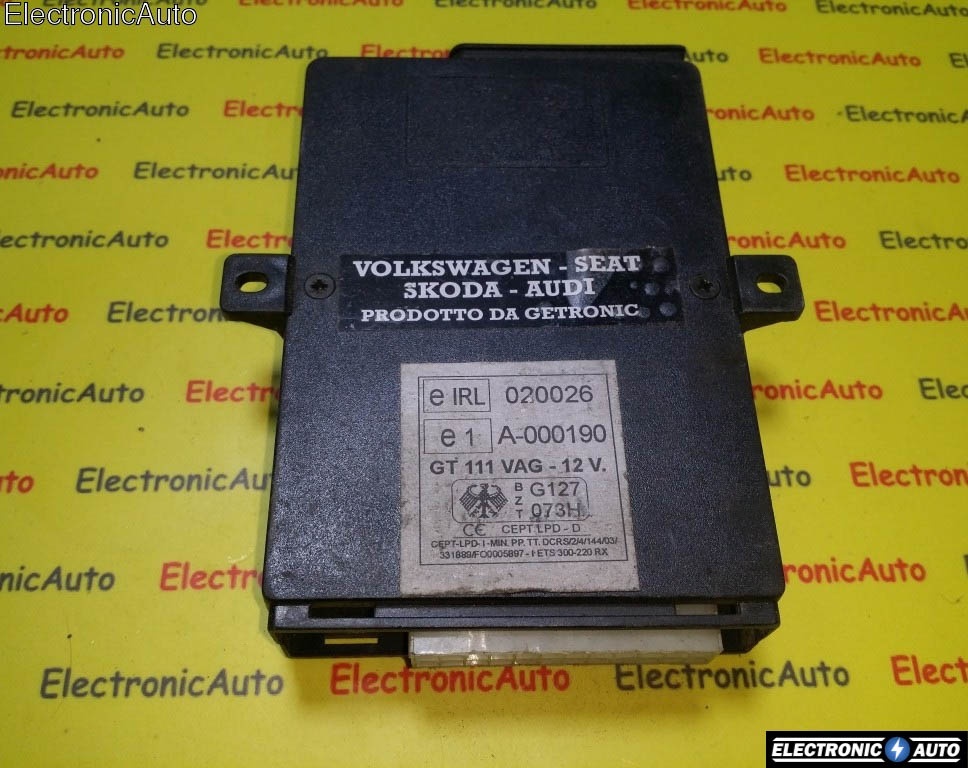 ElectronicAuto
VOLKSWAGEN - SEAT
SKODA - AUDI
PRODOTTO DA GETRONIC
e IRL 020026
e 1 A-000190
GT 111 VAG - 12 V.
BZT G127
073H
CE CEPT LPD - D
CEPT-LPD- I -MIN. PP. TT. DCRS/2/4/144/03/
331889/FO0005897 - I ETS 300-220 RX
ELECTRONIC AUTO